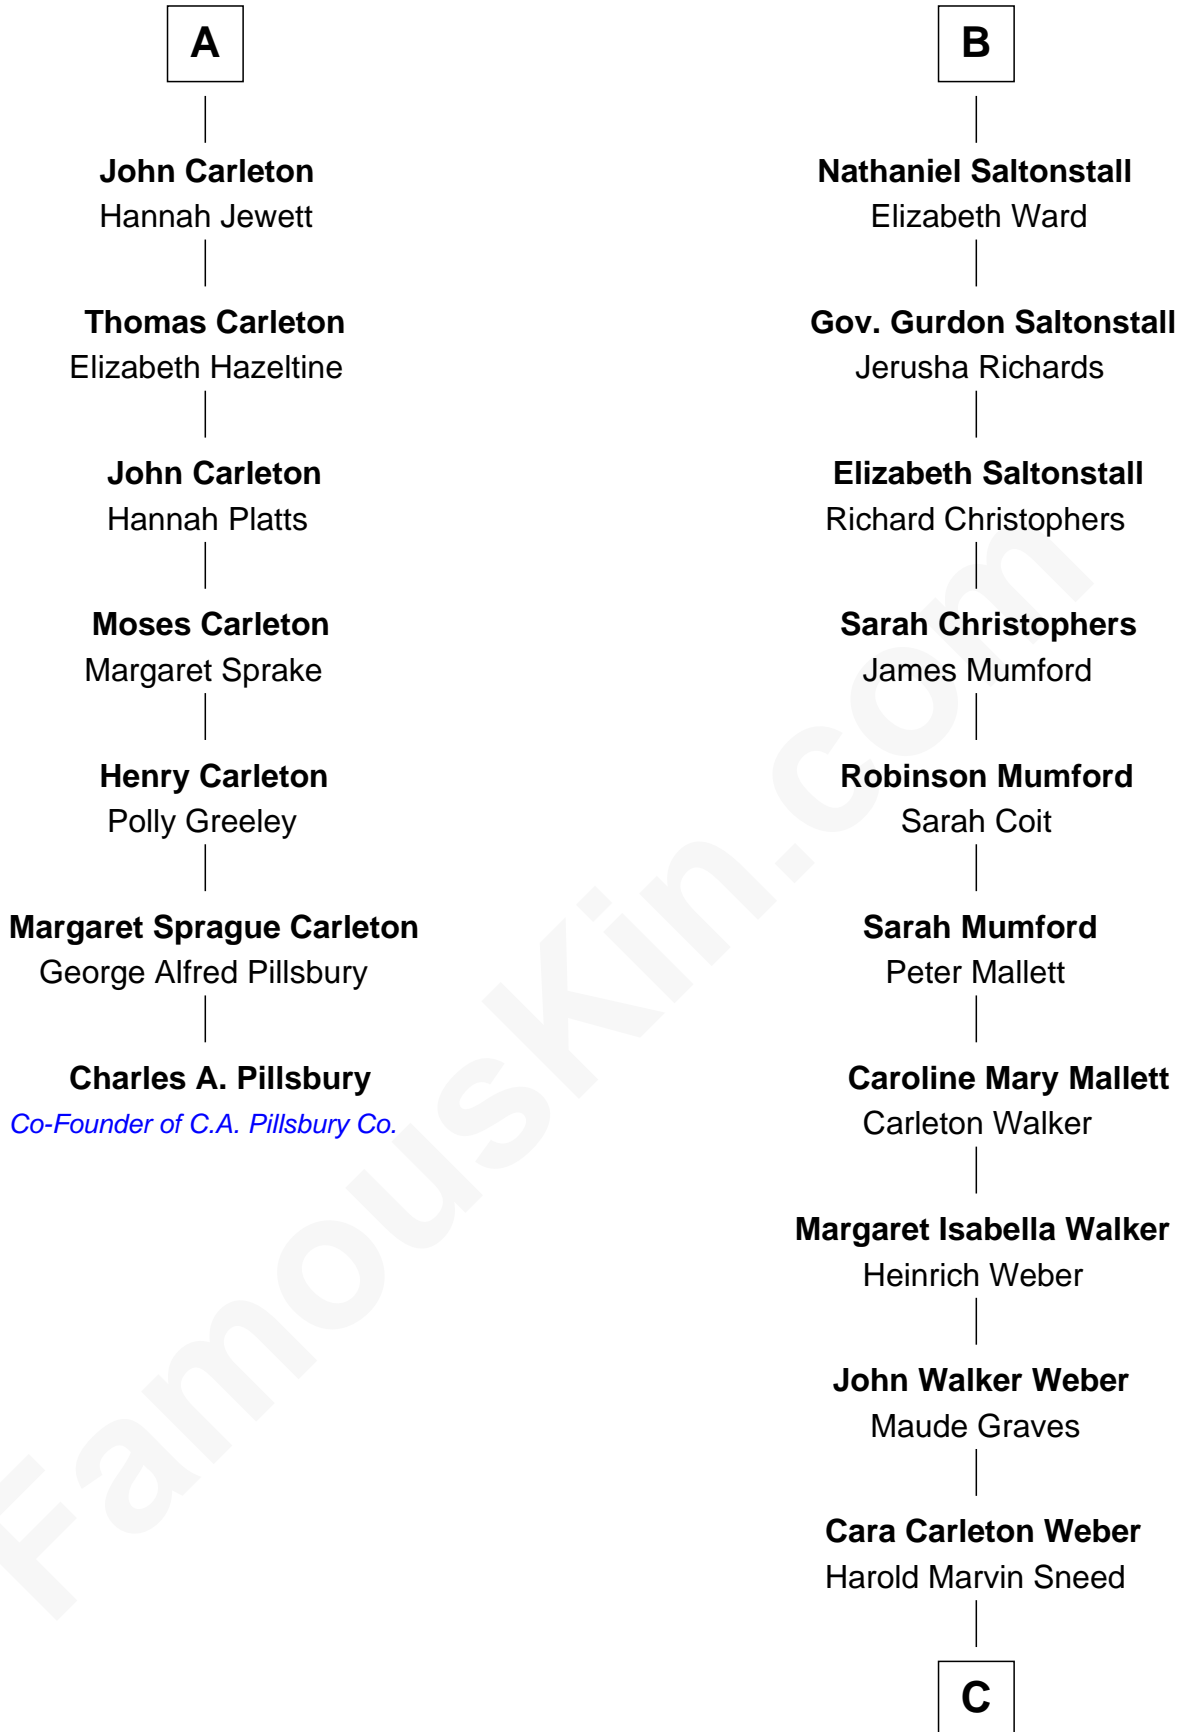 A
John Carleton
Hannah Jewett
Thomas Carleton
Elizabeth Hazeltine
John Carleton
Hannah Platts
Moses Carleton
Margaret Sprake
Henry Carleton
Polly Greeley
Margaret Sprague Carleton
George Alfred Pillsbury
Charles A. Pillsbury
Co-Founder of C.A. Pillsbury Co.
B
Nathaniel Saltonstall
Elizabeth Ward
Gov. Gurdon Saltonstall
Jerusha Richards
Elizabeth Saltonstall
Richard Christophers
Sarah Christophers
James Mumford
Robinson Mumford
Sarah Coit
Sarah Mumford
Peter Mallett
Caroline Mary Mallett
Carleton Walker
Margaret Isabella Walker
Heinrich Weber
John Walker Weber
Maude Graves
Cara Carleton Weber
Harold Marvin Sneed
C
FamousKin.com